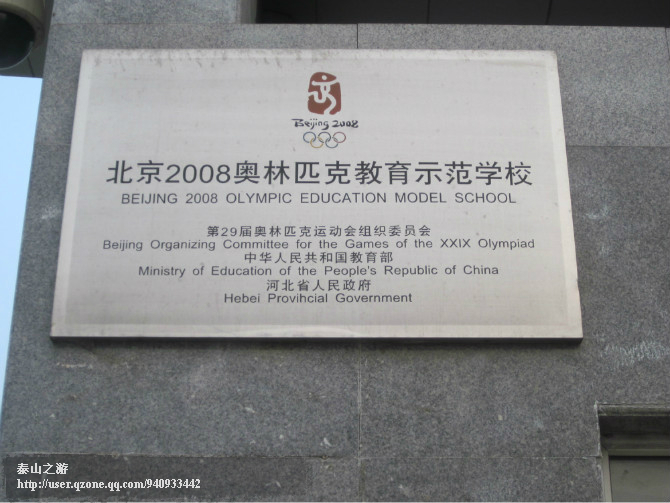 Beijing 2008
北京2008奥林匹克教育示范学校
BEIJING 2008 OLYMPIC EDUCATION MODEL SCHOOL
第29届奥林匹克运动会组织委员会
Beijing Organizing Committee for the Games of the XXIX Olympiad
中华人民共和国教育部
Ministry of Education of the People's Republic of China
河北省人民政府
Hebei Provihcial Government
泰山之游
http://user.qzone.qq.com/940933442